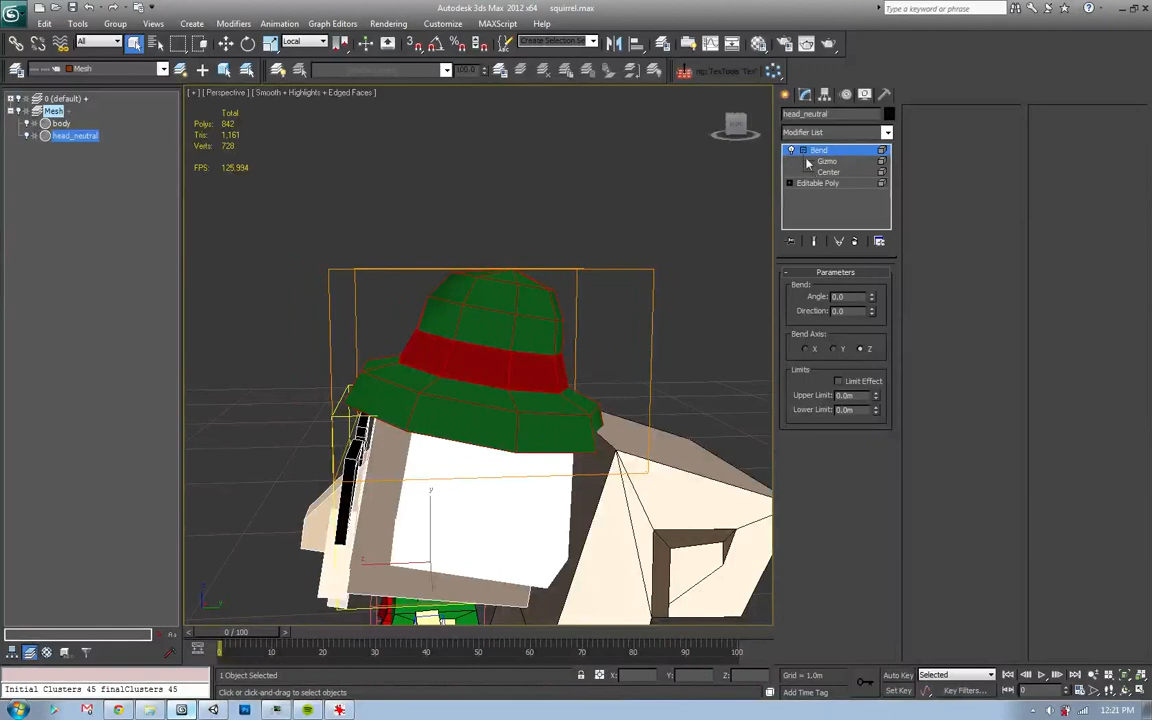 Autodesk 3ds Max 2012 x64 squirrel.max
Type a keyword or phrase
Edit Tools Group Views Create Modifiers Animation Graph Editors Rendering Customize MAXScript Help
All
Local
Create Selection Se
Mesh
100.0
0 (default)
Mesh
body
head_neutral
[ + ] [ Perspective ] [ Smooth + Highlights + Edged Faces ]
Total
Polys: 842
Tris: 1,161
Verts: 728
FPS: 125.994
head_neutral
Modifier List
Bend
Gizmo
Center
Editable Poly
Parameters
Bend:
Angle: 0.0
Direction: 0.0
Bend Axis:
X Y Z
Limits
Limit Effect
Upper Limit: 0.0m
Lower Limit: 0.0m
0 / 100
0 10 20 30 40 50 60 70 80 90 100
1 Object Selected
X: Y: Z:
Grid = 1.0m
Auto Key
Selected
Initial Clusters 45 finalClusters 45
Click or click-and-drag to select objects
Add Time Tag
Set Key
Key Filters...
0
12:21 PM